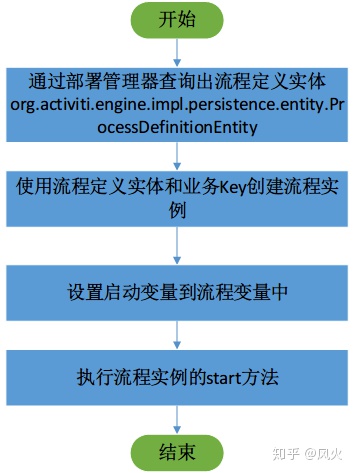 开始
通过部署管理器查询出流程定义实体
org.activiti.engine.impl.persistence.entity.Pr
ocessDefinitionEntity
使用流程定义实体和业务Key创建流程实
例
设置启动变量到流程变量中
执行流程实例的start方法
结束
知乎 @风火